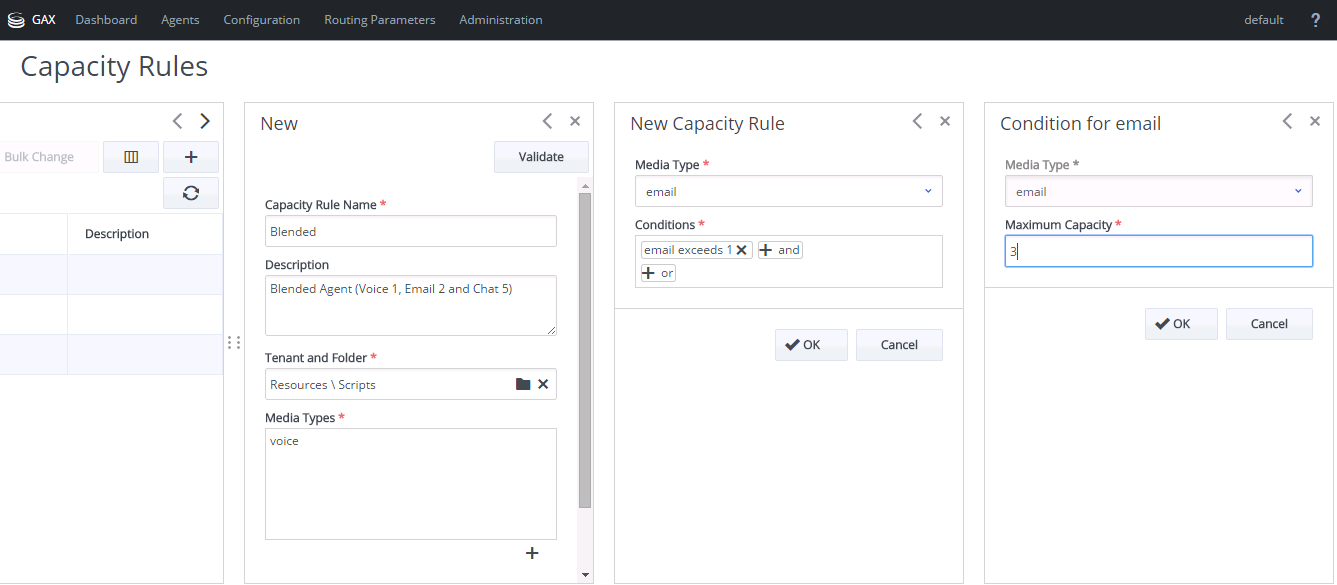 GAX Dashboard Agents Configuration Routing Parameters Administration default ?
Capacity Rules
Bulk Change
Description
New
Validate
Capacity Rule Name *
Blended
Description
Blended Agent (Voice 1, Email 2 and Chat 5)
Tenant and Folder *
Resources \ Scripts
Media Types *
voice
New Capacity Rule
Media Type *
email
Conditions *
email exceeds 1 and
or
OK Cancel
Condition for email
Media Type *
email
Maximum Capacity *
3
OK Cancel